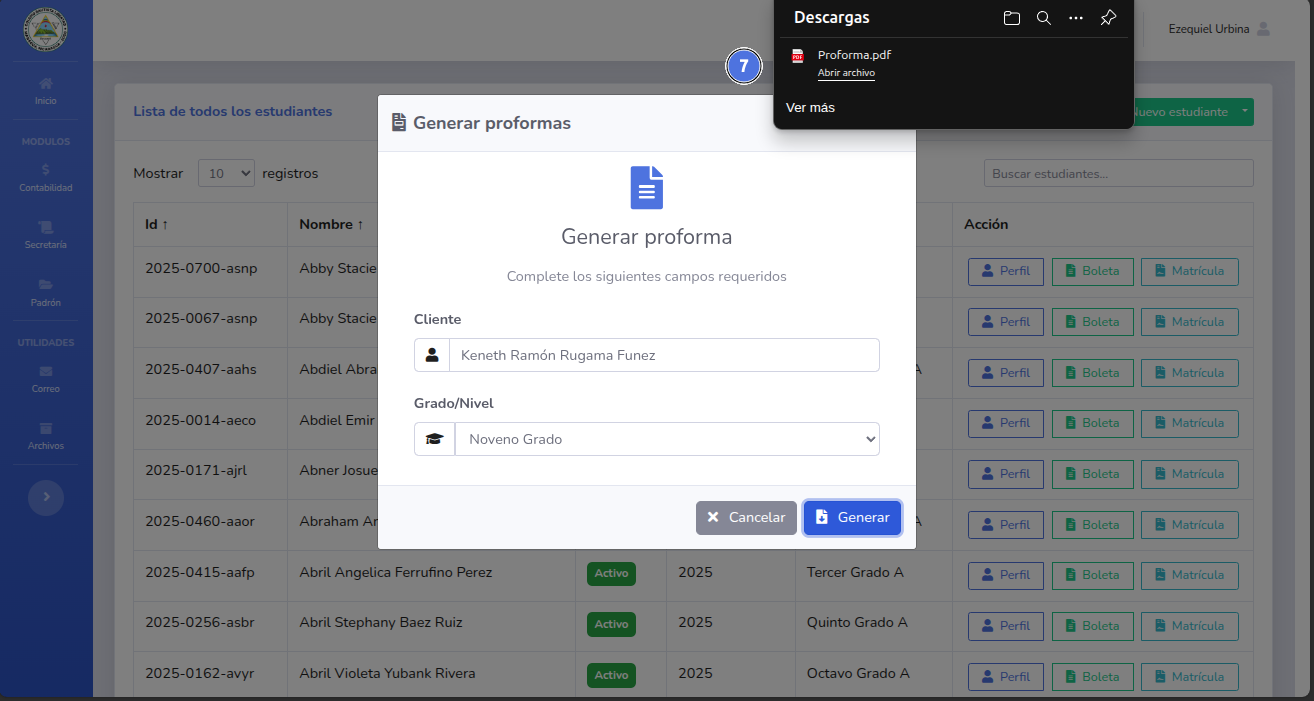 Descargas
Proforma.pdf
Abrir archivo
Ver más
7
Ezequiel Urbina
Inicio
MODULOS
Contabilidad
Secretaría
Padrón
UTILIDADES
Correo
Archivos
Lista de todos los estudiantes
Nuevo estudiante
Mostrar 10 registros
Buscar estudiantes...
Generar proformas
Generar proforma
Complete los siguientes campos requeridos
Cliente
Keneth Ramón Rugama Funez
Grado/Nivel
Noveno Grado
Cancelar Generar
Id ↑ Nombre ↑ Acción
2025-0700-asnp Abby Stacie Perfil Boleta Matrícula
2025-0067-asnp Abby Stacie Perfil Boleta Matrícula
2025-0407-aahs Abdiel Abra A Perfil Boleta Matrícula
2025-0014-aeco Abdiel Emir Perfil Boleta Matrícula
2025-0171-ajrl Abner Josue Perfil Boleta Matrícula
2025-0460-aaor Abraham Ar A Perfil Boleta Matrícula
2025-0415-aafp Abril Angelica Ferrufino Perez Activo 2025 Tercer Grado A Perfil Boleta Matrícula
2025-0256-asbr Abril Stephany Baez Ruiz Activo 2025 Quinto Grado A Perfil Boleta Matrícula
2025-0162-avyr Abril Violeta Yubank Rivera Activo 2025 Octavo Grado A Perfil Boleta Matrícula